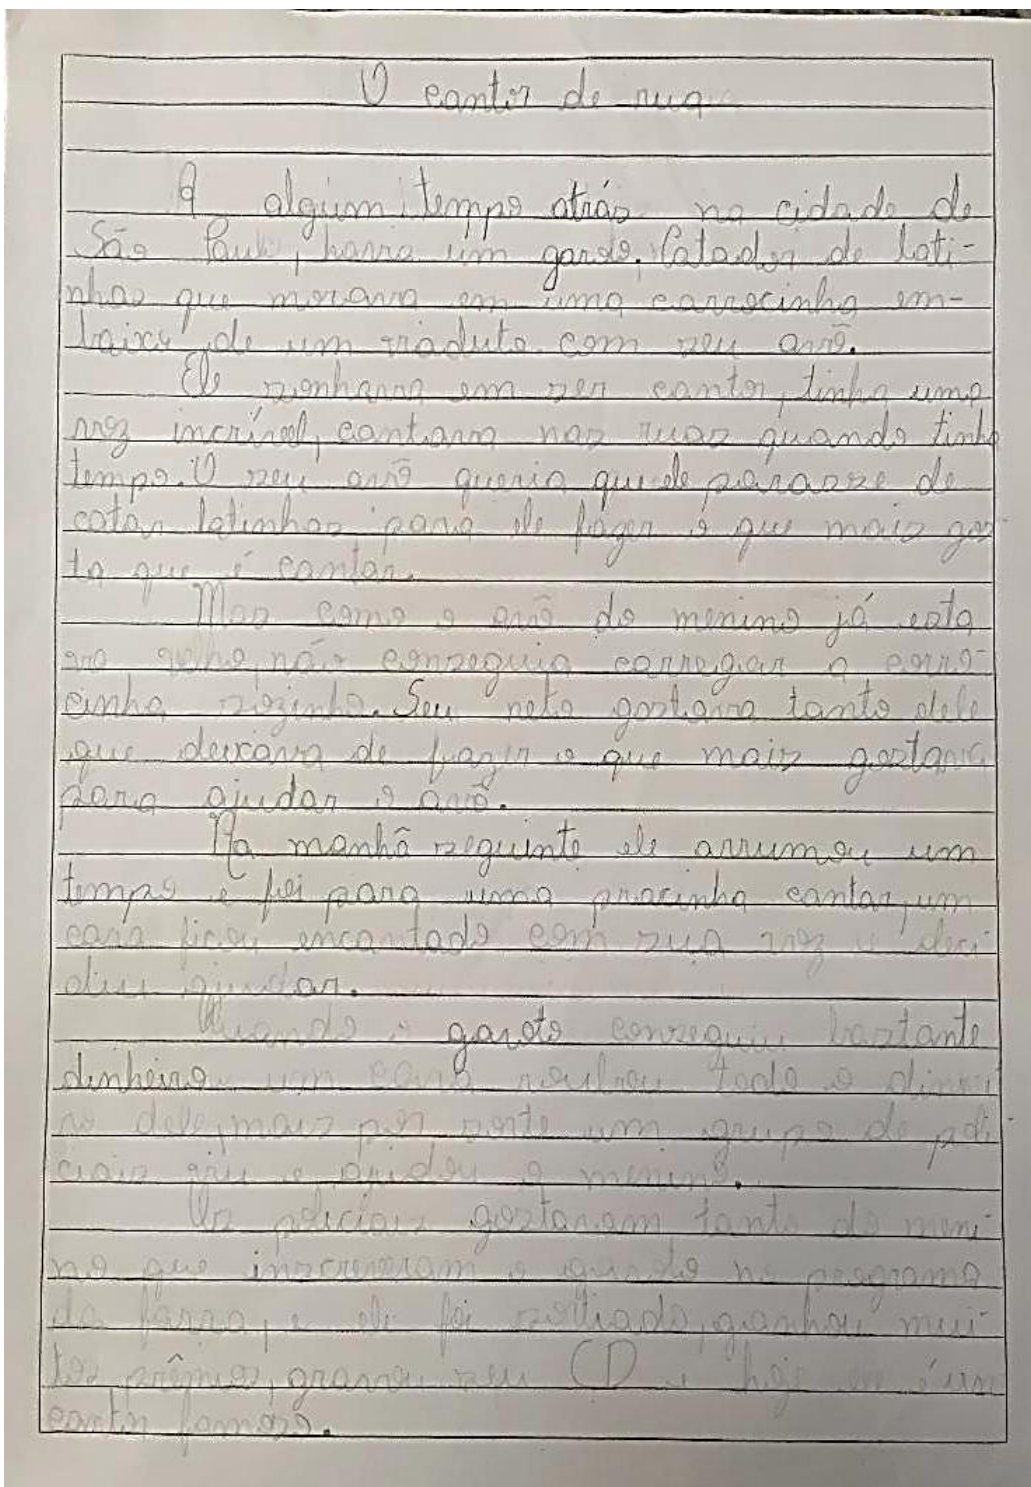 O cantor de rua
A algum tempo atrás na cidade de
São Paulo, havia um garoto. Catador de lati-
nhas que morava em uma carrocinha em-
baixo de um viaduto com seu avô.
Ele sonhava em ser cantor, tinha uma
voz incrível, cantava nas ruas quando tinha
tempo. O seu avô queria que ele parasse de
catar latinhas para ele fazer o que mais gos
ta que é cantar.
Mas como o avô do menino já esta
va velho, não conseguia carregar a carro-
cinha sozinho. Seu neto gostava tanto dele
que deixava de fazer o que mais gostava
para ajudar o avô.
Na manhã seguinte ele arrumou um
tempo e foi para uma pracinha cantar, um
cara ficou encantado com sua voz e deci-
diu ajudar.
Quando o garoto conseguiu bastante
dinheiro um cara roubou todo o dinhei
ro dele, mais por sorte um grupo de poli-
ciais viu e ajudou o menino.
Os policiais gostaram tanto do meni-
no que inscreveram o garoto no programa
da , e ele foi sortiado, ganhou mui-
tos prêmios, gravou seu CD e hoje é um
cantor famoso.